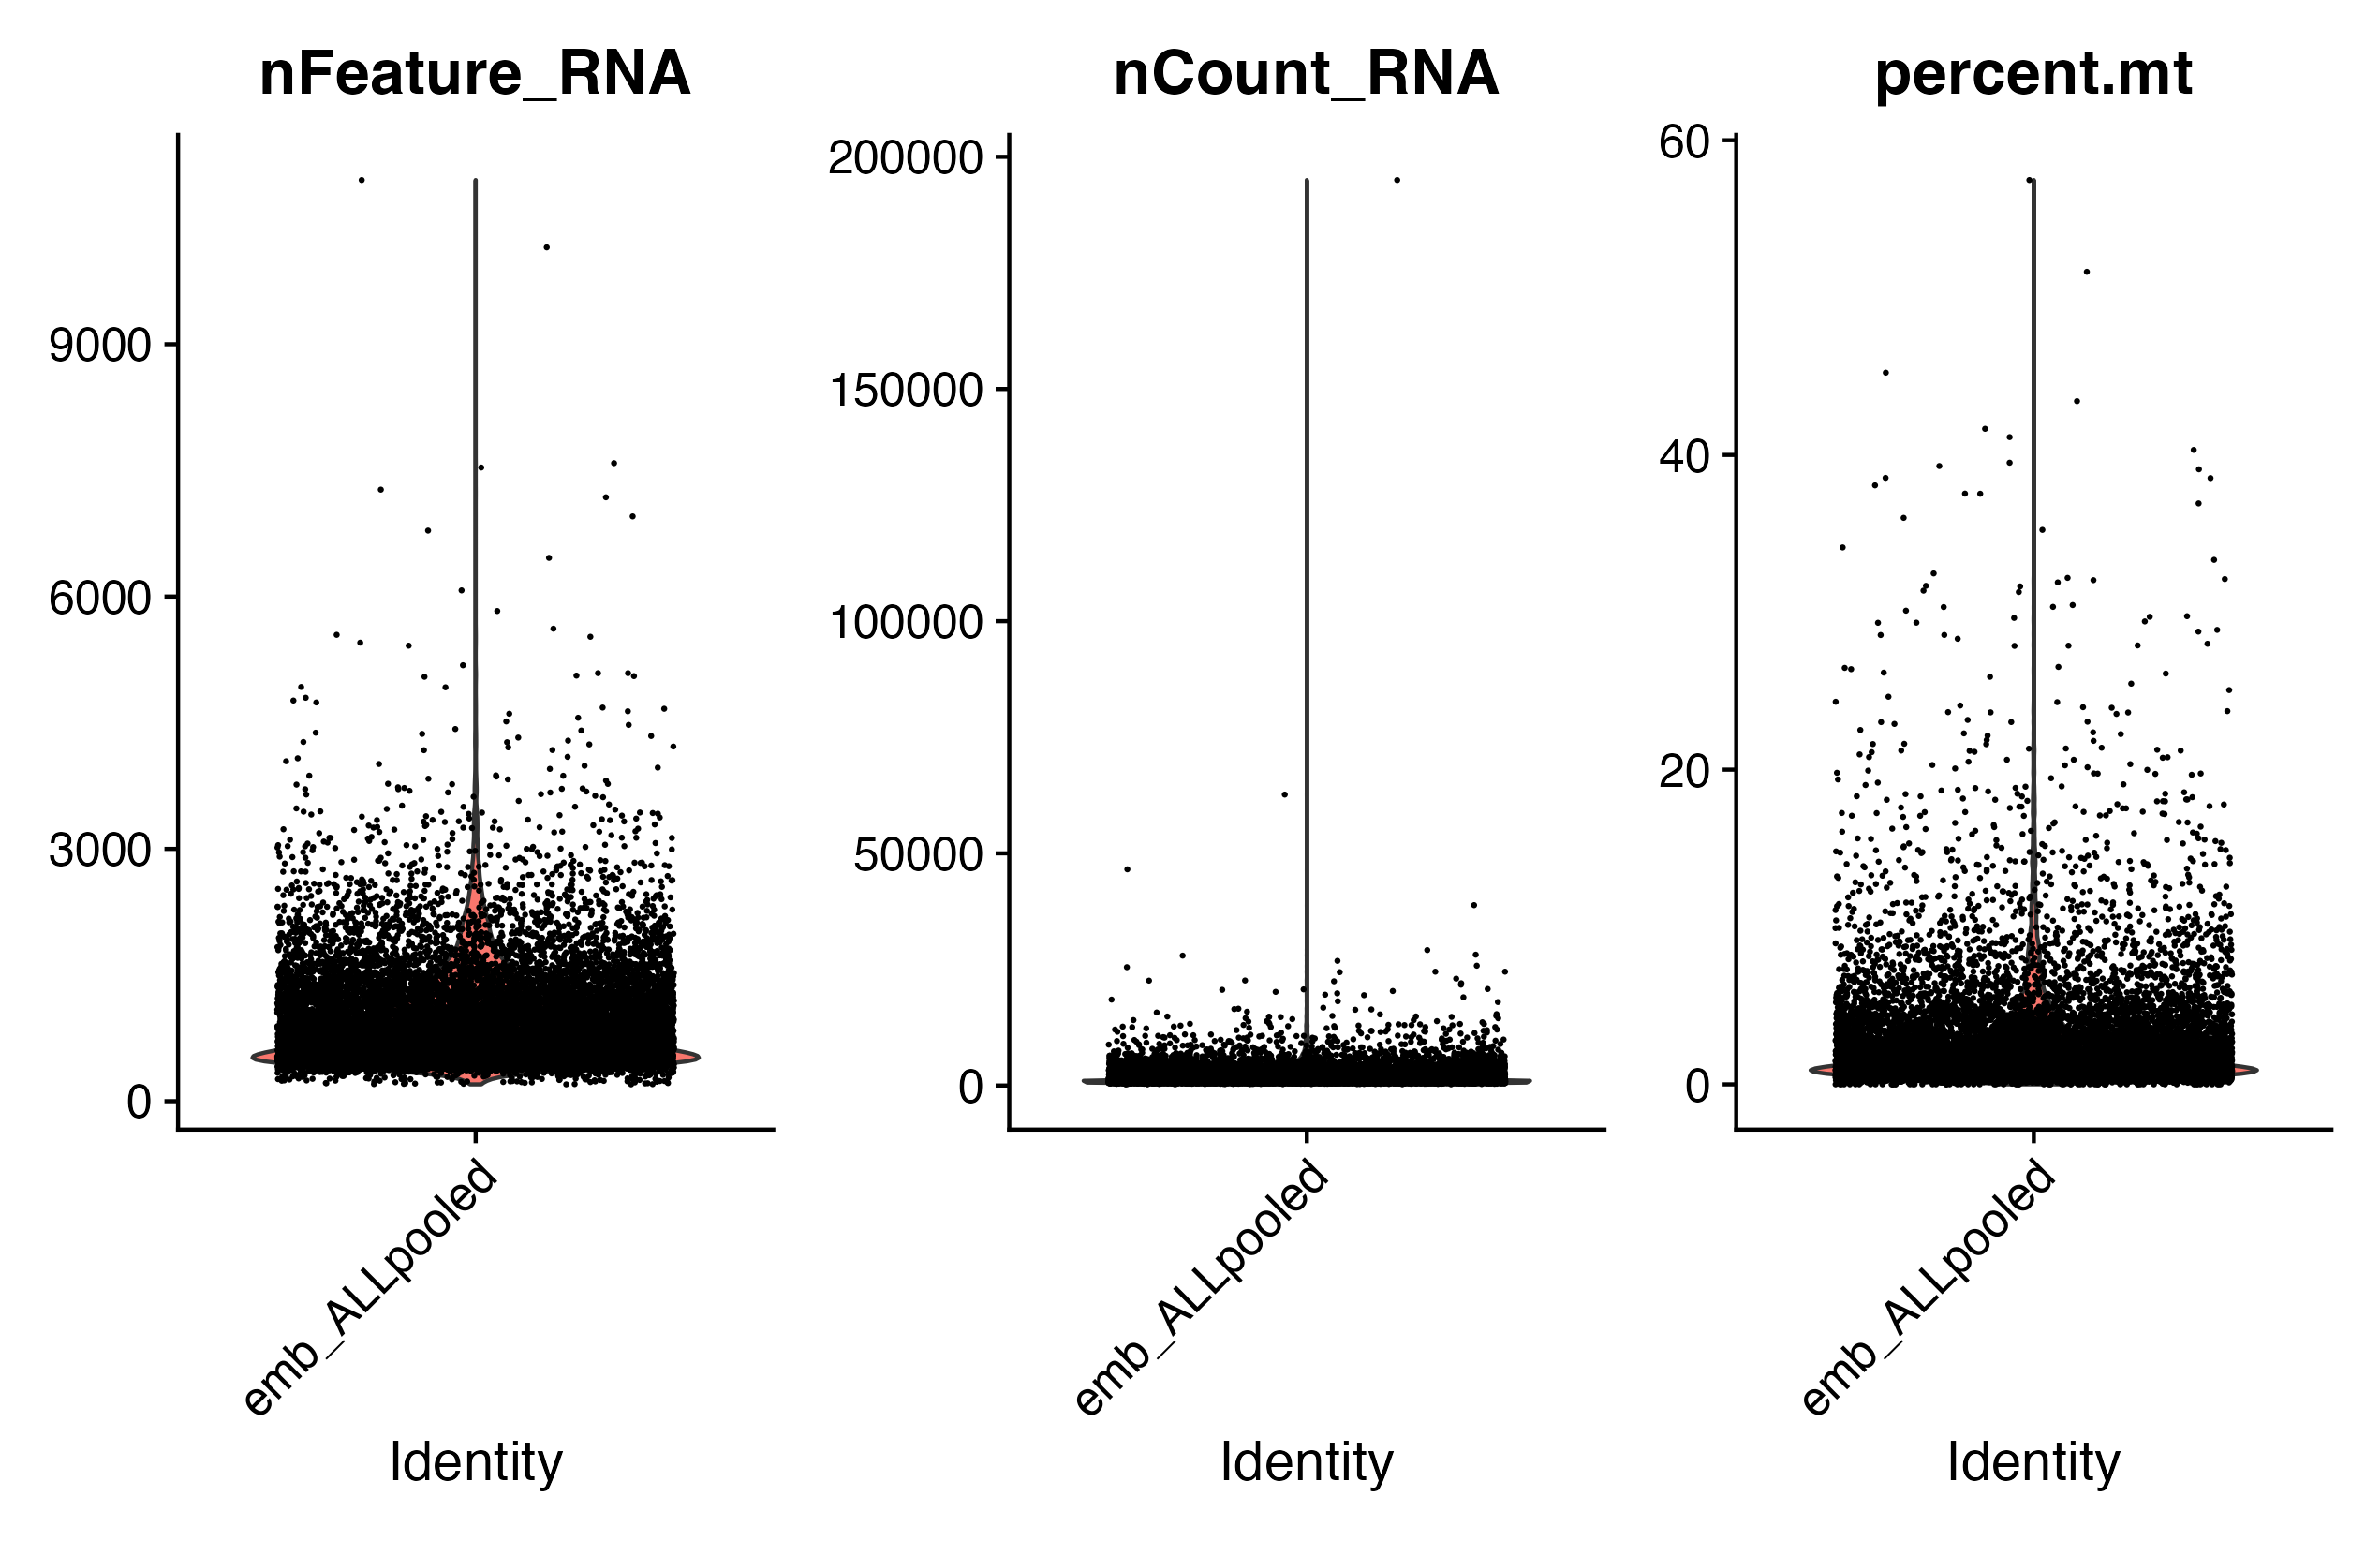 nFeature_RNA
9000
6000
3000
0
emb_ALLpooled
Identity
nCount_RNA
200000
150000
100000
50000
0
emb_ALLpooled
Identity
percent.mt
60
40
20
0
emb_ALLpooled
Identity